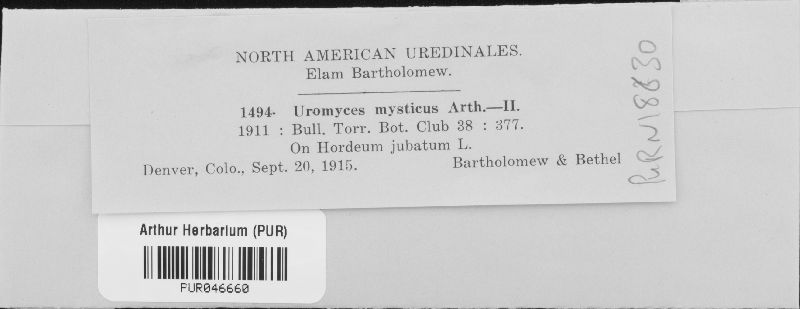 NORTH AMERICAN UREDINALES.
Elam Bartholomew.
1494. Uromyces mysticus Arth.—II.
1911 : Bull. Torr. Bot. Club 38 : 377.
On Hordeum jubatum L.
Denver, Colo., Sept. 20, 1915. Bartholomew & Bethel
PURN18830
Arthur Herbarium (PUR)
PUR046660